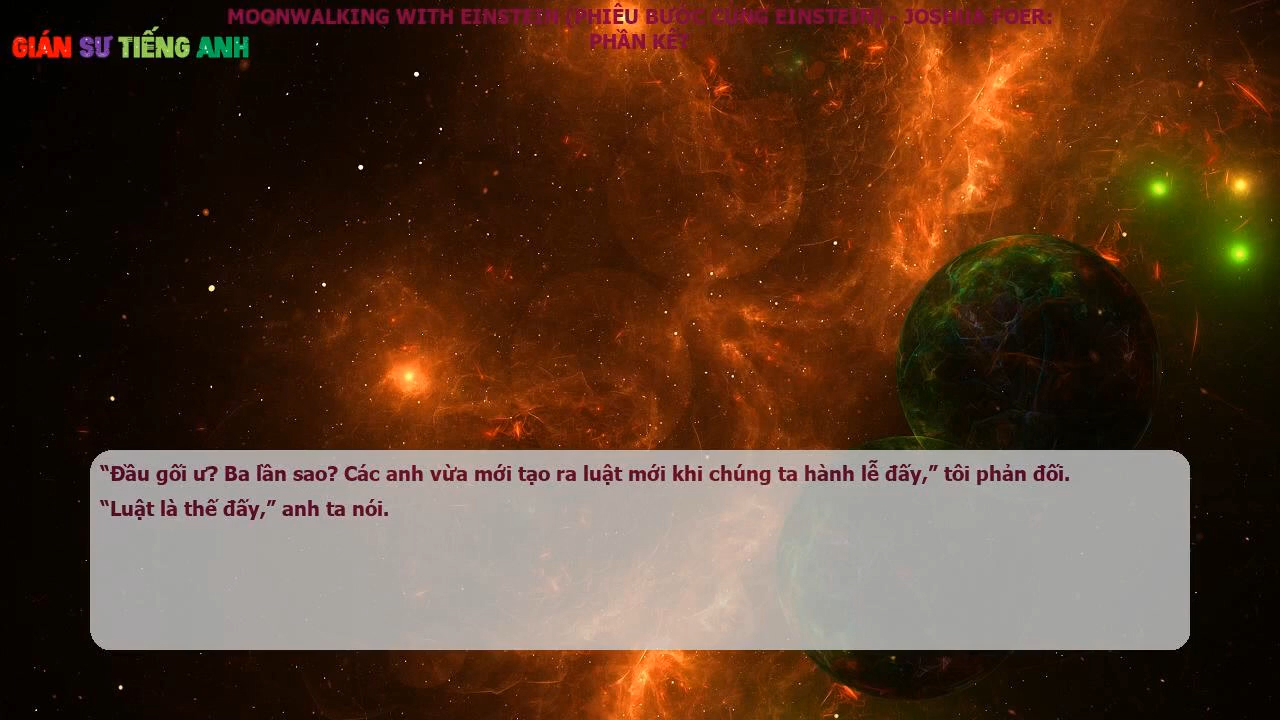 MOONWALKING WITH EINSTEIN (PHIÊU BƯỚC CÙNG EINSTEIN) - JOSHUA FOER:
PHẦN KẾT
GIÁN SƯ TIẾNG ANH
“Đầu gối ư? Ba lần sao? Các anh vừa mới tạo ra luật mới khi chúng ta hành lễ đấy,” tôi phản đối.
“Luật là thế đấy,” anh ta nói.